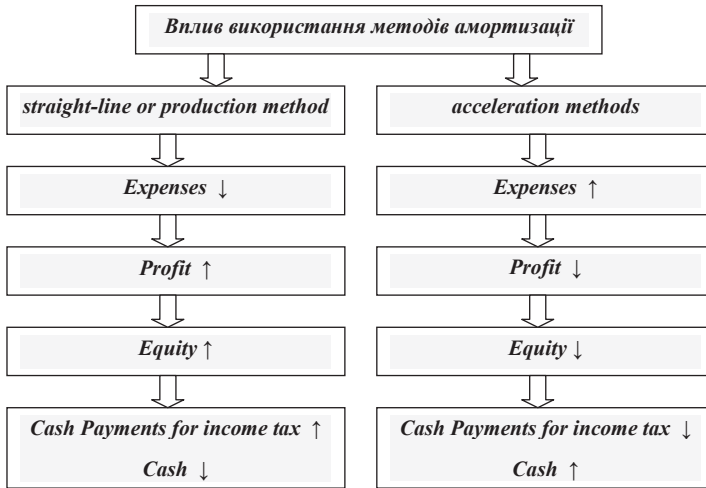 Вплив використання методів амортизації
straight-line or production method
Expenses ↓
Profit ↑
Equity ↑
Cash Payments for income tax ↑
Cash ↓
acceleration methods
Expenses ↑
Profit ↓
Equity ↓
Cash Payments for income tax ↓
Cash ↑